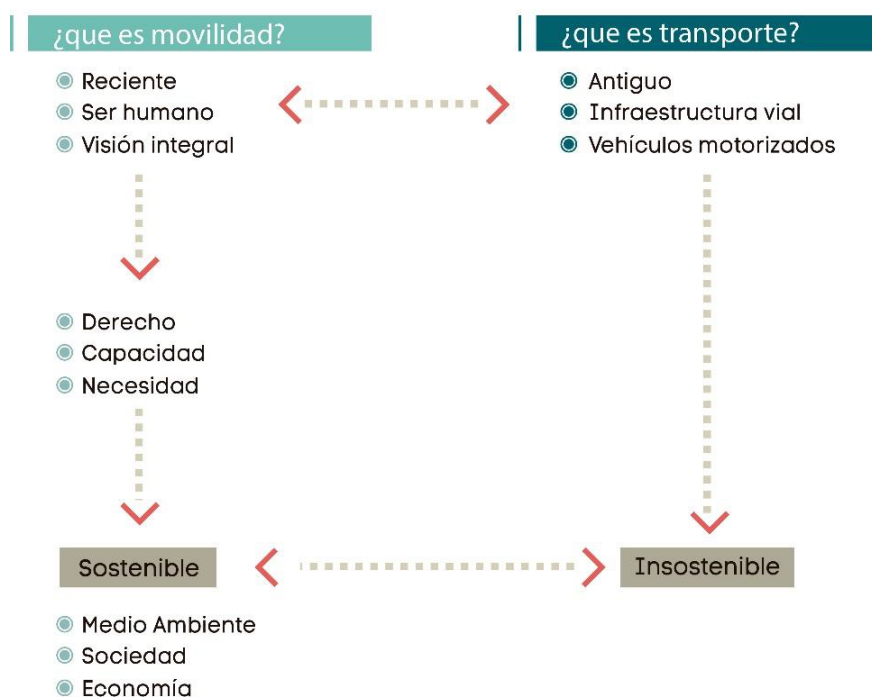 ¿que es movilidad?
Reciente
Ser humano
Visión integral
Derecho
Capacidad
Necesidad
Sostenible
Medio Ambiente
Sociedad
Economía
¿que es transporte?
Antiguo
Infraestructura vial
Vehículos motorizados
Insostenible